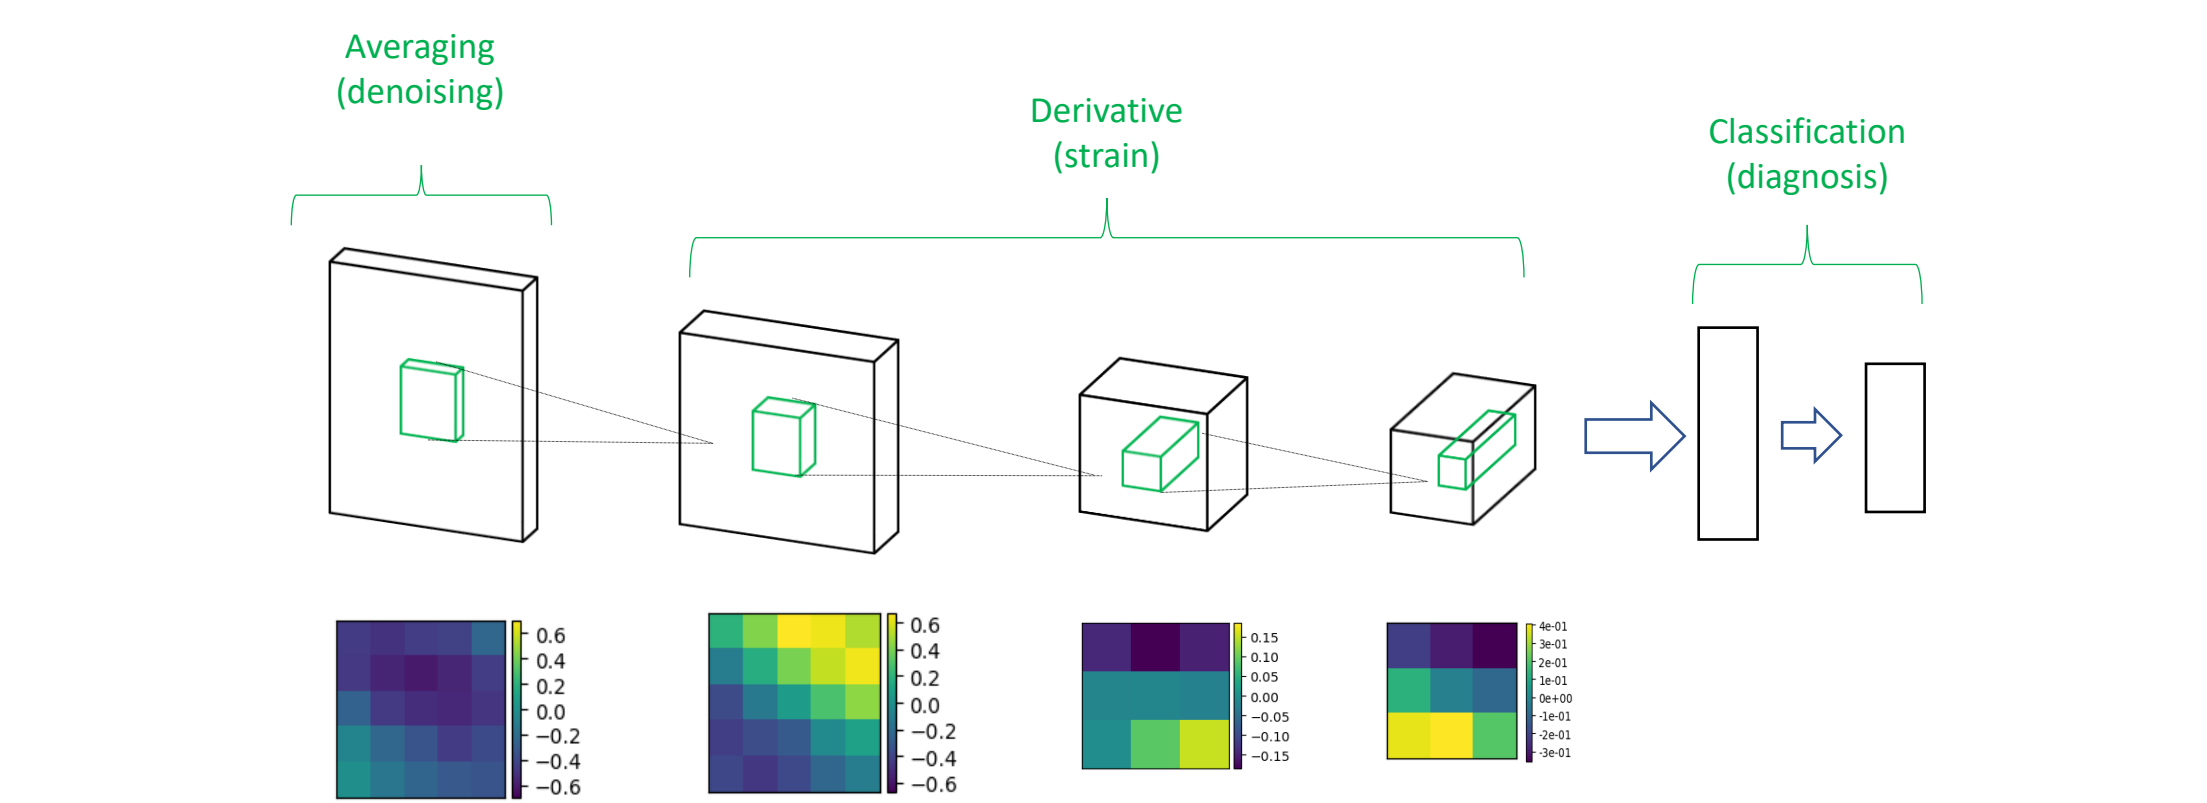 Averaging
(denoising)
Derivative
(strain)
Classification
(diagnosis)
0.6
0.4
0.2
0.0
−0.2
−0.4
−0.6
0.6
0.4
0.2
0.0
−0.2
−0.4
−0.6
0.15
0.10
0.05
0.00
−0.05
−0.10
−0.15
4e-01
3e-01
2e-01
1e-01
0e+00
-1e-01
-2e-01
-3e-01